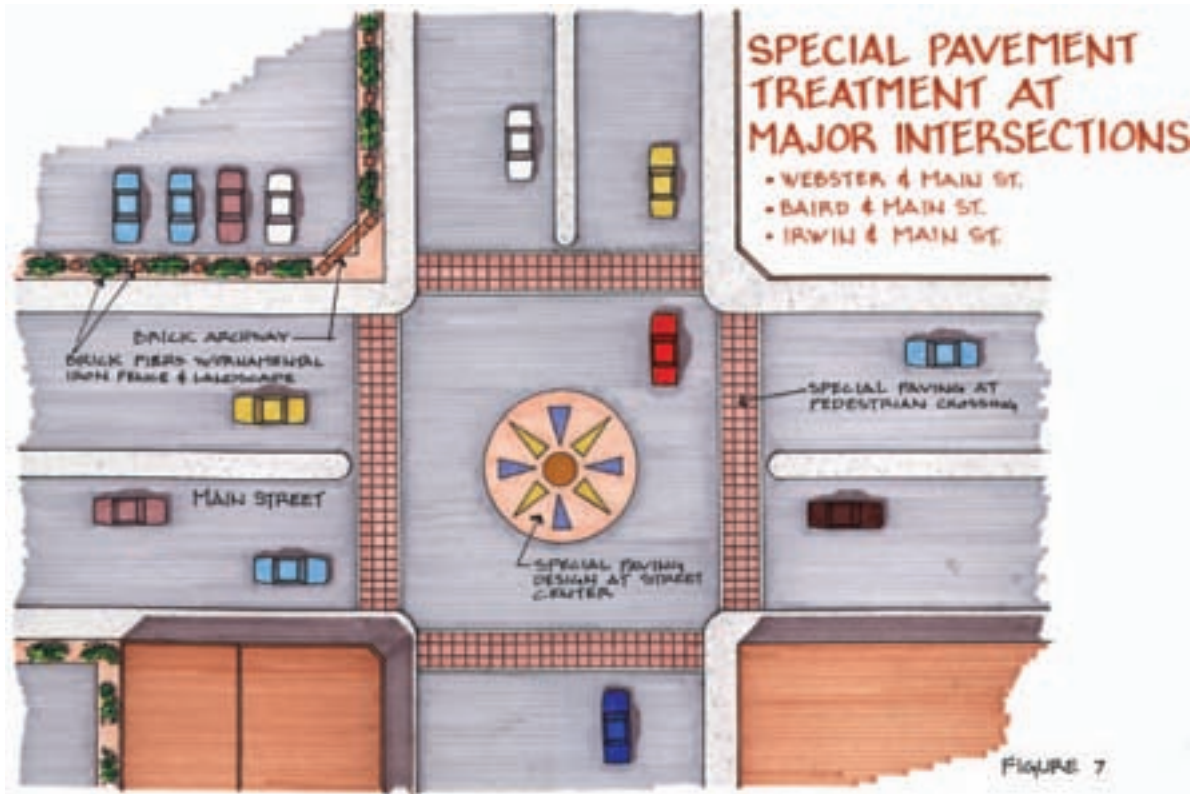 SPECIAL PAVEMENT
TREATMENT AT
MAJOR INTERSECTIONS
• WEBSTER & MAIN ST.
• BAIRD & MAIN ST.
• IRWIN & MAIN ST.
BRICK ARCHWAY
BRICK PIERS W/ORNAMENTAL
IRON FENCE & LANDSCAPE
SPECIAL PAVING AT
PEDESTRIAN CROSSING
MAIN STREET
SPECIAL PAVING
DESIGN AT STREET
CENTER
FIGURE 7